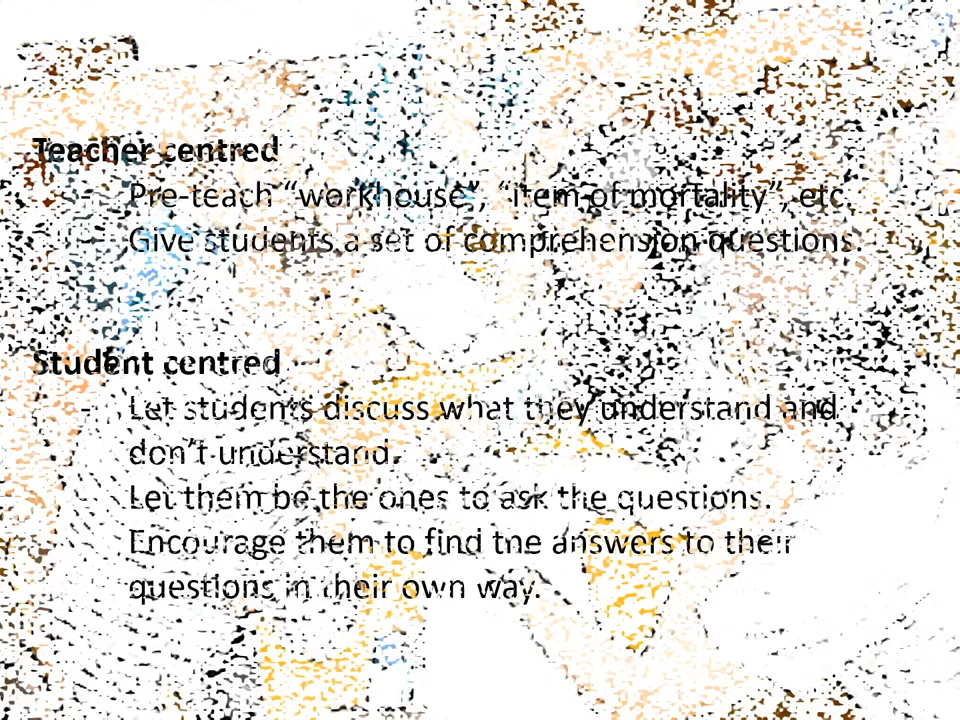 Teacher centred
- Pre-teach “workhouse”, “item of mortality”, etc.
- Give students a set of comprehension questions.
Student centred
- Let students discuss what they understand and
don’t understand.
- Let them be the ones to ask the questions.
- Encourage them to find the answers to their
questions in their own way.